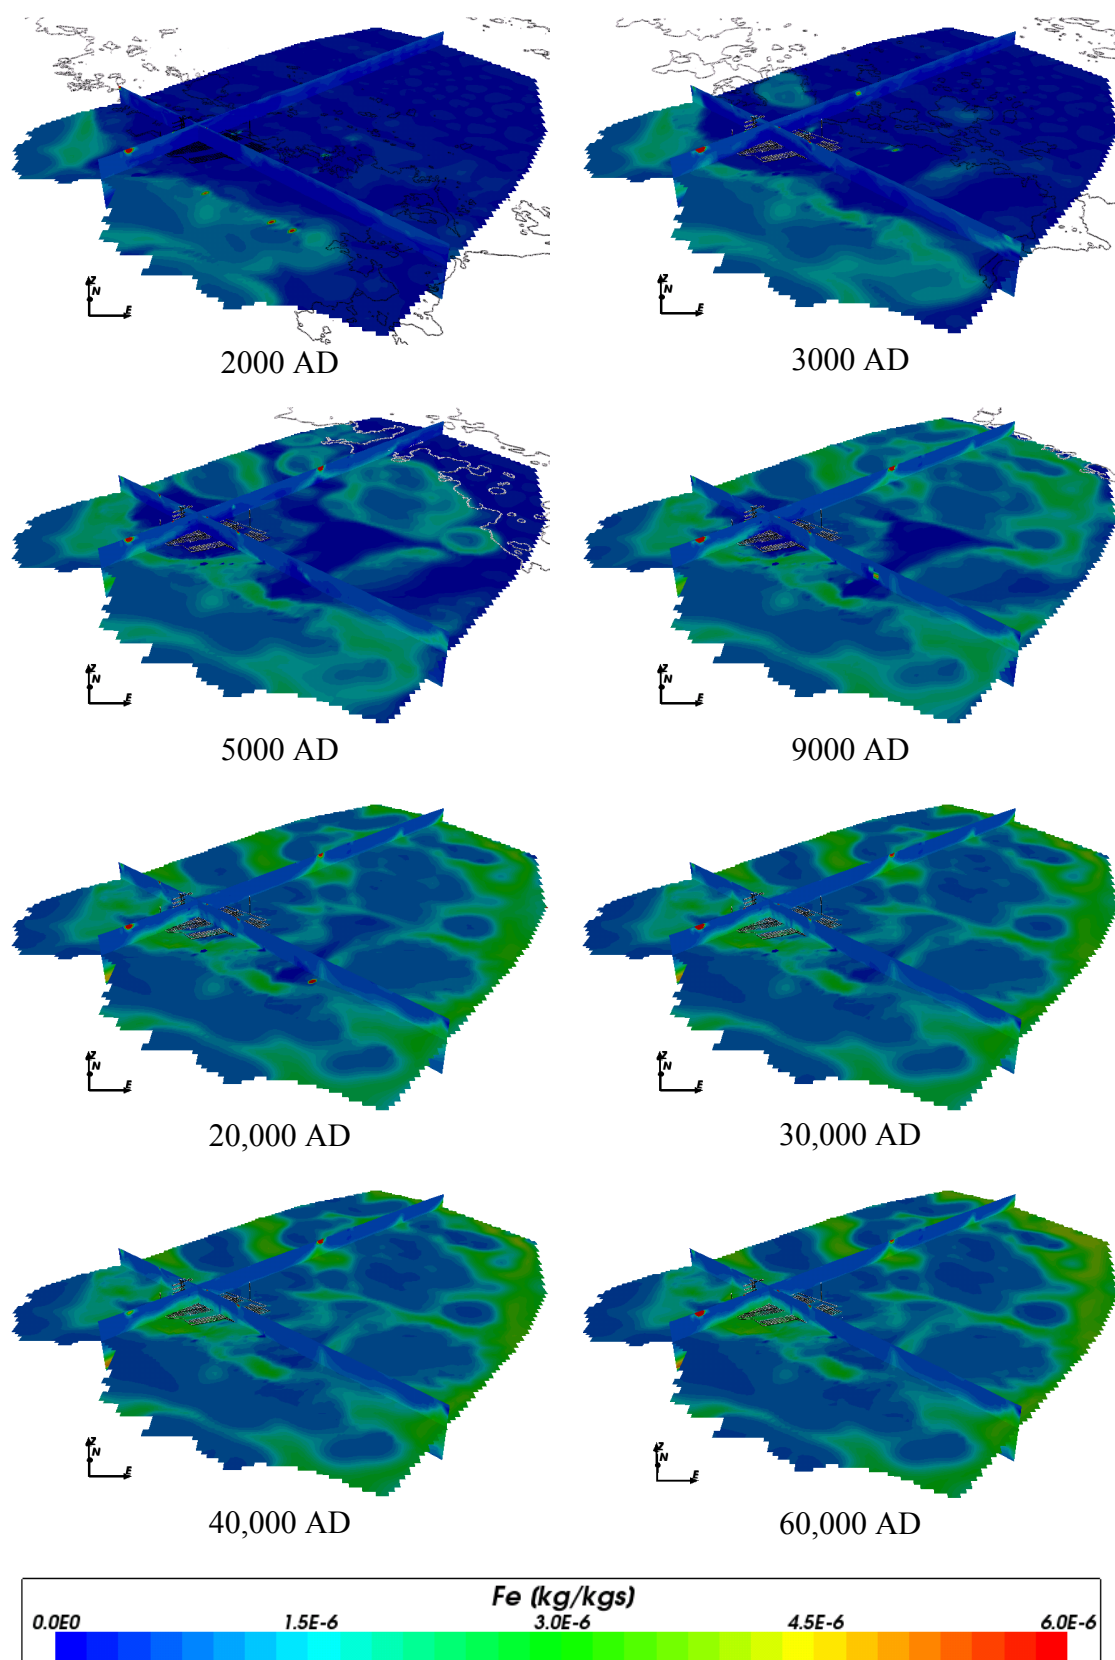 Z
N
E
Z
N
E
2000 AD
3000 AD
Z
N
E
Z
N
E
5000 AD
9000 AD
Z
N
E
Z
N
E
20,000 AD
30,000 AD
Z
N
E
Z
N
E
40,000 AD
60,000 AD
Fe (kg/kgs)
0.0E0 1.5E-6 3.0E-6 4.5E-6 6.0E-6